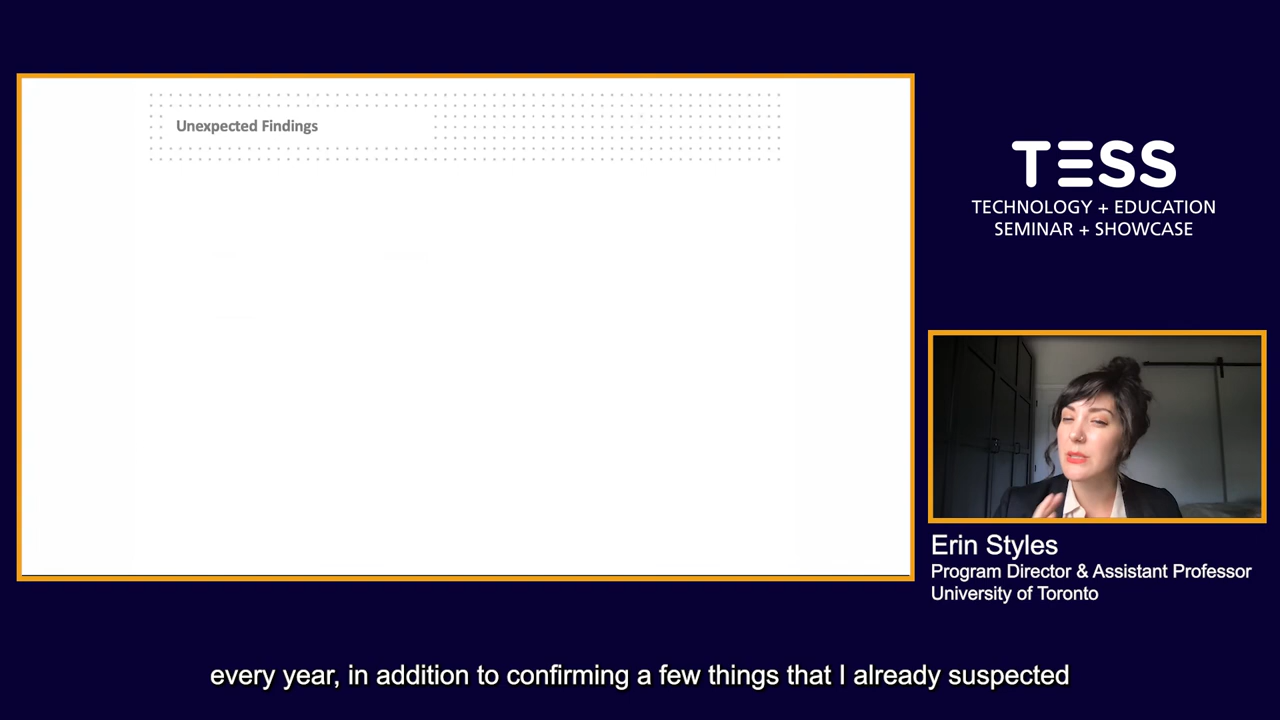 Unexpected Findings
TESS
TECHNOLOGY + EDUCATION
SEMINAR + SHOWCASE
Erin Styles
Program Director & Assistant Professor
University of Toronto
every year, in addition to confirming a few things that I already suspected